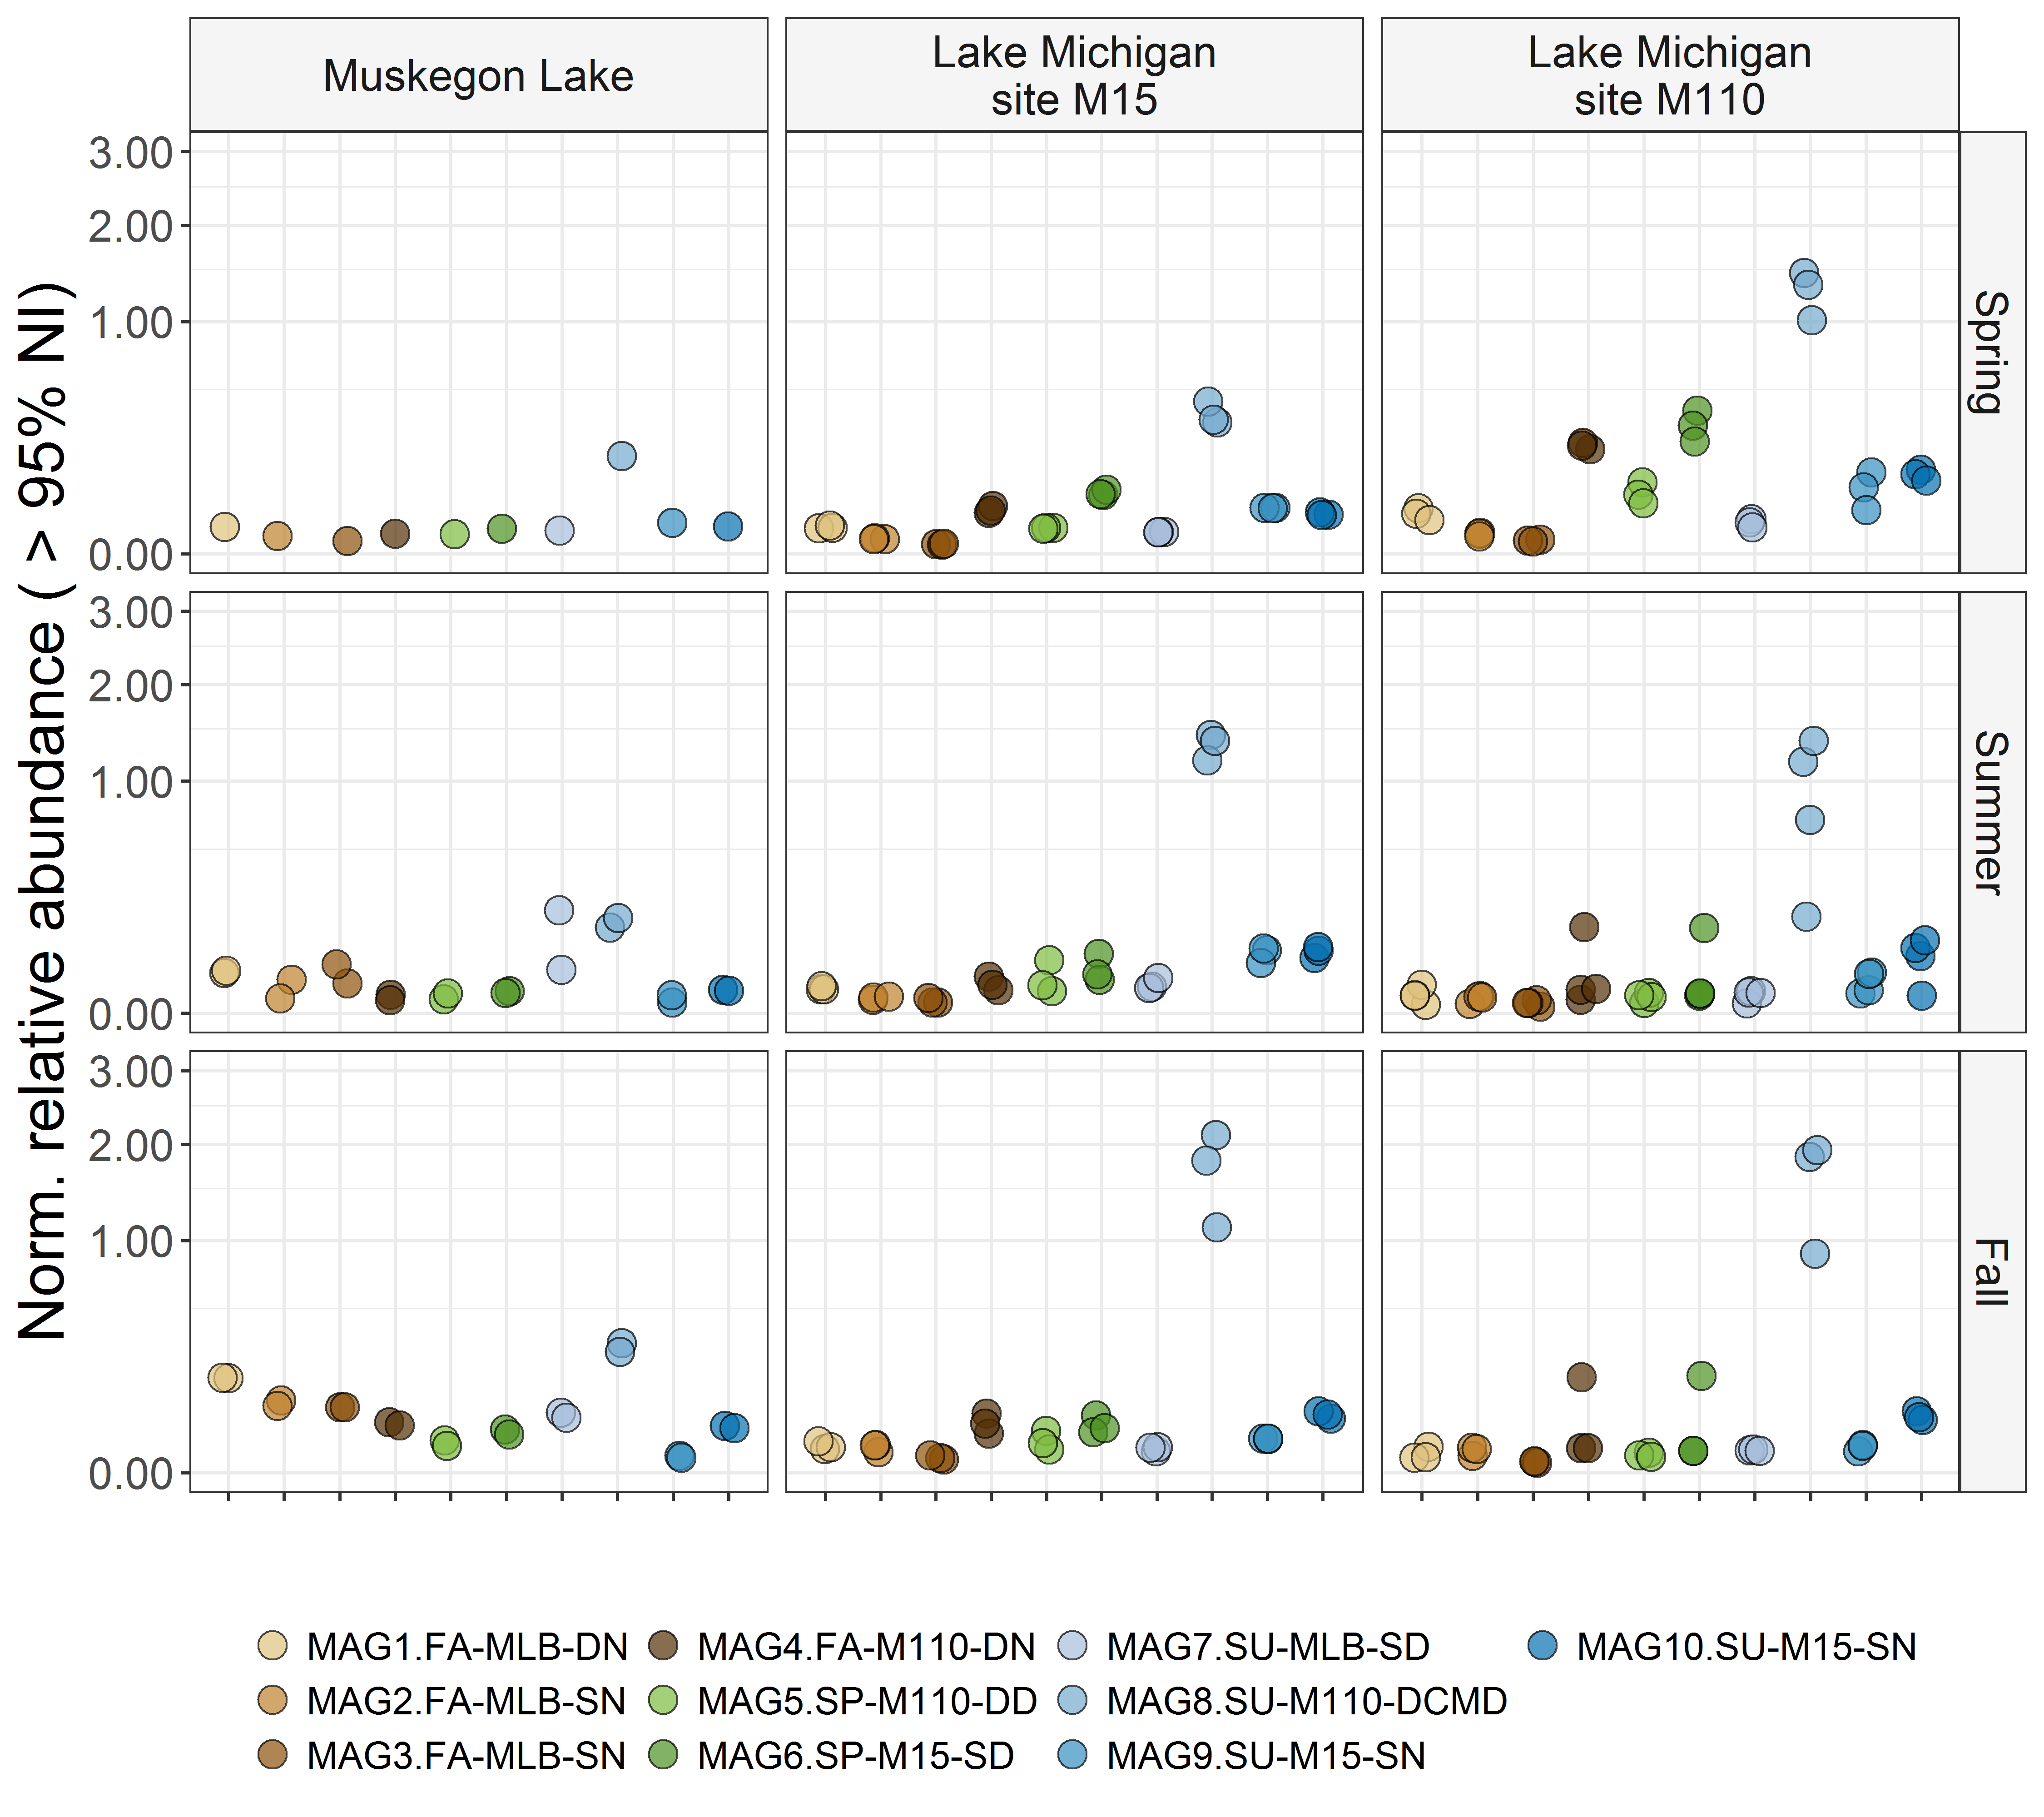 Muskegon Lake
Lake Michigan
site M15
Lake Michigan
site M110
Norm. relative abundance ( > 95% NI)
3.00
2.00
1.00
0.00
Spring
3.00
2.00
1.00
0.00
Summer
3.00
2.00
1.00
0.00
Fall
MAG1.FA-MLB-DN
MAG4.FA-M110-DN
MAG7.SU-MLB-SD
MAG10.SU-M15-SN
MAG2.FA-MLB-SN
MAG5.SP-M110-DD
MAG8.SU-M110-DCMD
MAG3.FA-MLB-SN
MAG6.SP-M15-SD
MAG9.SU-M15-SN